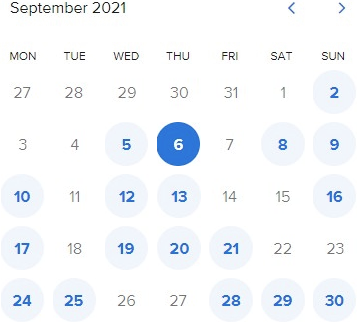 September 2021
MON TUE WED THU FRI SAT SUN
27 28 29 30 31 1 2
3 4 5 6 7 8 9
10 11 12 13 14 15 16
17 18 19 20 21 22 23
24 25 26 27 28 29 30